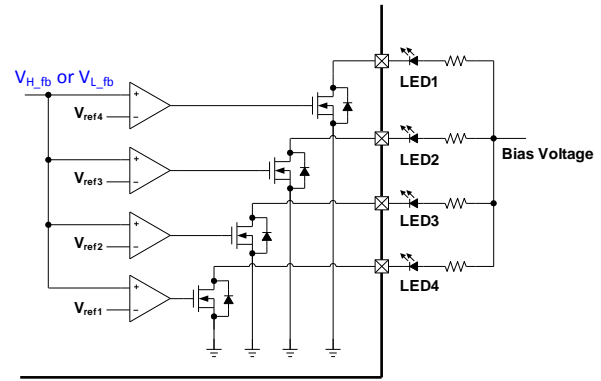 V_H_fb or V_L_fb
V_ref4
V_ref3
V_ref2
V_ref1
+
−
+
−
+
−
+
−
LED1
LED2
LED3
LED4
Bias Voltage